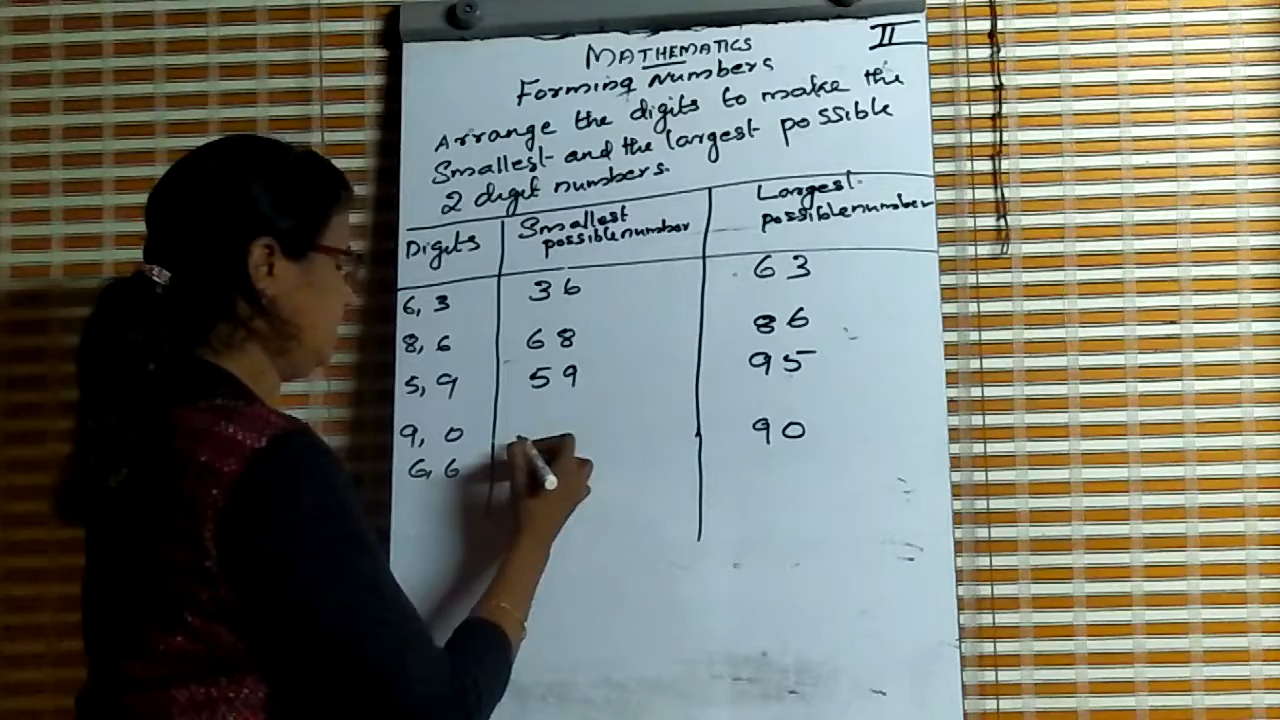 II
MATHEMATICS
Forming numbers
Arrange the digits to make the
Smallest and the largest possible
2 digit numbers.
Digits Smallest possible number Largest possible number
6, 3 36 63
8, 6 68 86
5, 9 59 95
9, 0 90
6, 6